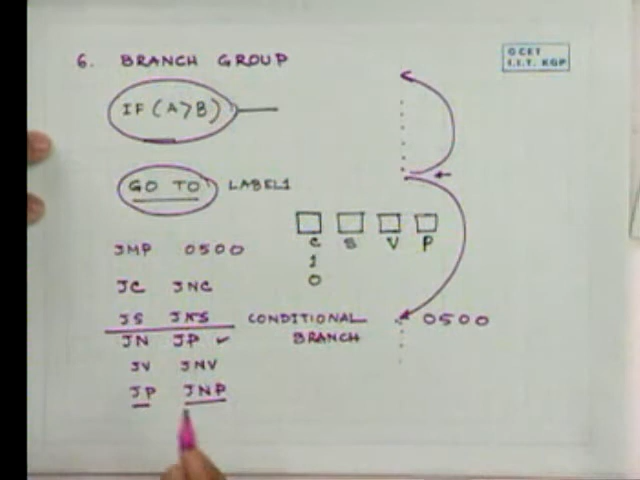 6. BRANCH GROUP
© CET
I.I.T. KGP
IF (A>B)
GO TO LABEL1
JMP 0500
C S V P
1
0
JC JNC
JS JNS
CONDITIONAL BRANCH
0500
JN JP
JV JNV
JP JNP